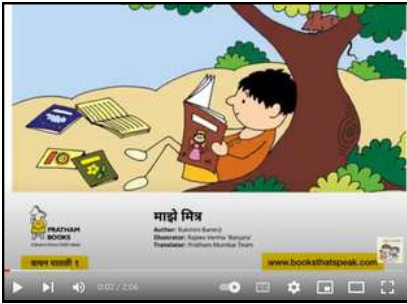 माझे मित्र
PRATHAM
BOOKS
Author: Rukmini Banerji
Illustrator: Rajeev Verma 'Banjara'
Translator: Pratham Mumbai Team
वाचन पातळी १
www.booksthatspeak.com
0:02 / 2:06